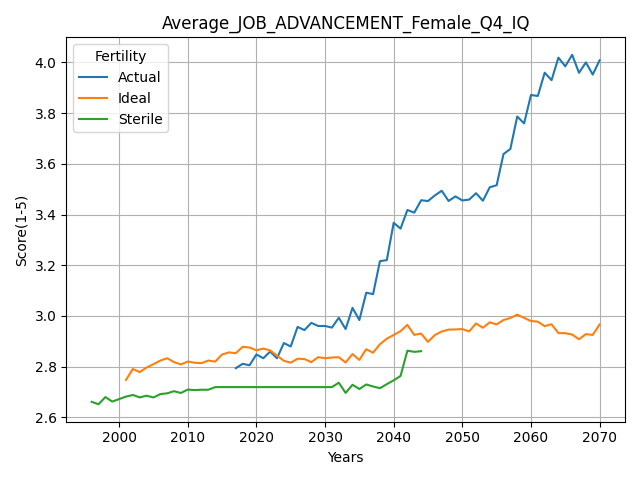 Average_JOB_ADVANCEMENT_Female_Q4_IQ
Fertility
Actual
Ideal
Sterile
Score(1-5)
4.0
3.8
3.6
3.4
3.2
3.0
2.8
2.6
2000 2010 2020 2030 2040 2050 2060 2070
Years